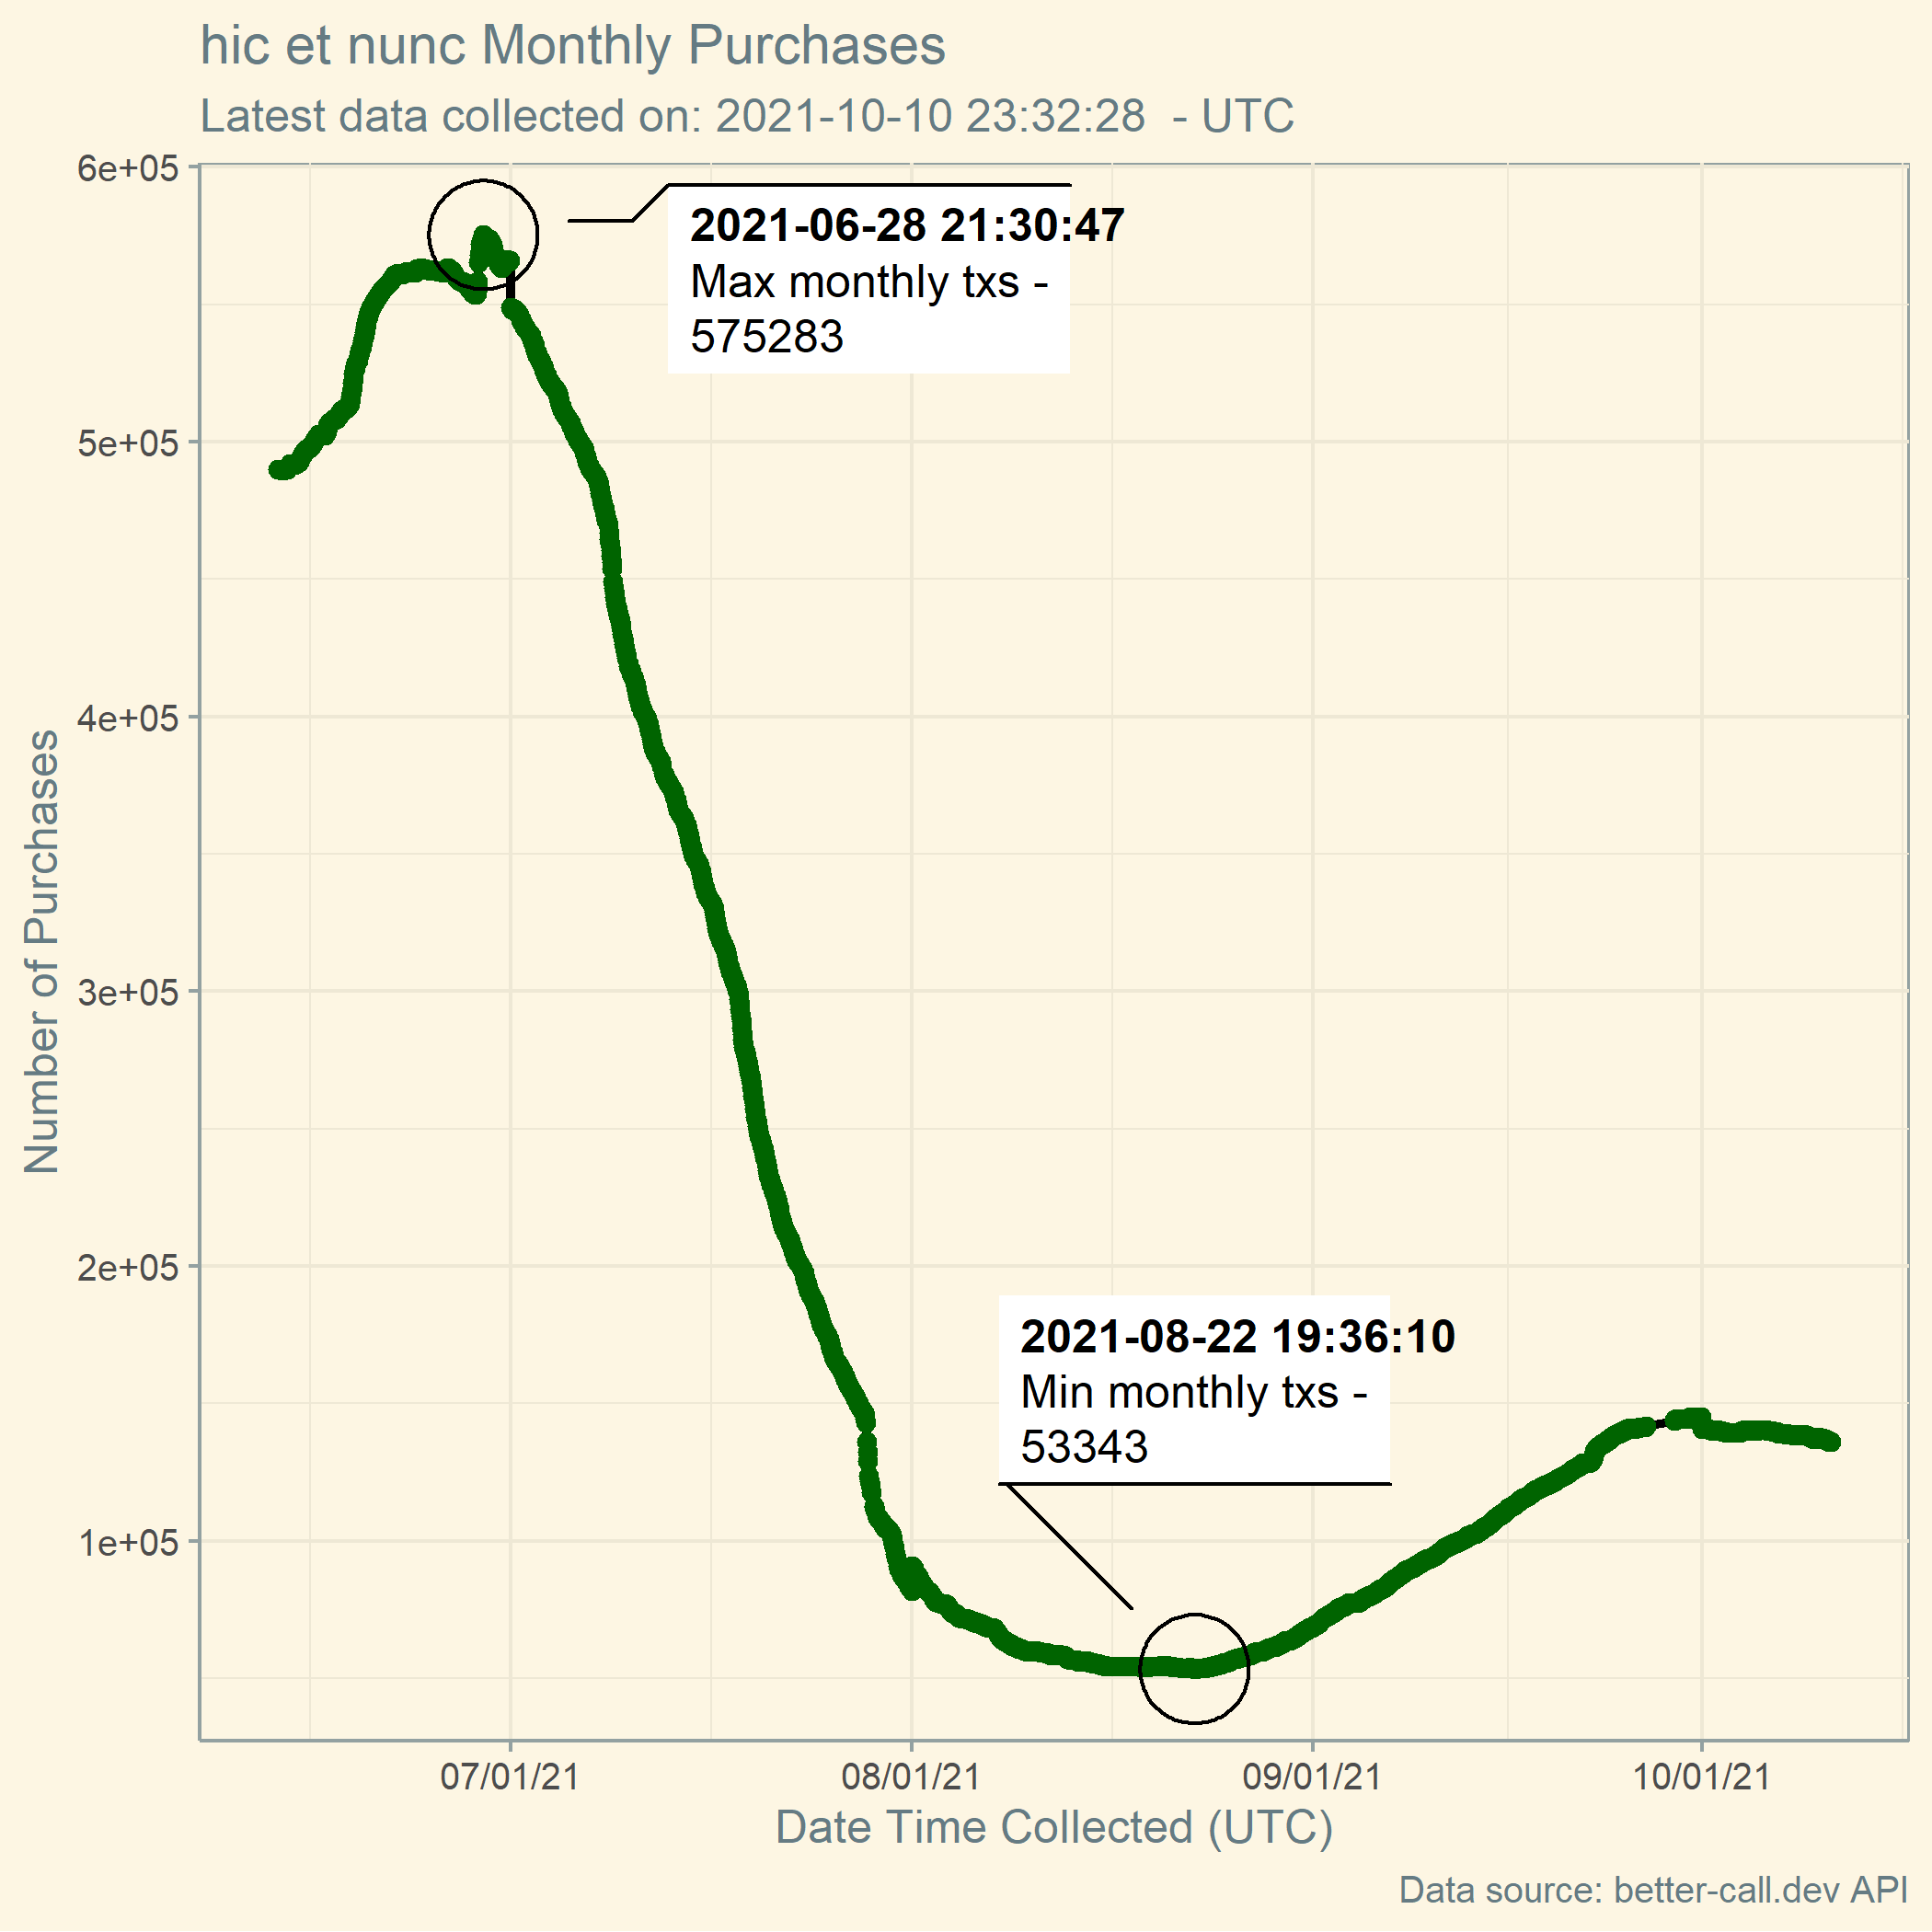 hic et nunc Monthly Purchases
Latest data collected on: 2021-10-10 23:32:28  - UTC
6e+05
5e+05
4e+05
3e+05
2e+05
1e+05
Number of Purchases
2021-06-28 21:30:47
Max monthly txs -
575283
2021-08-22 19:36:10
Min monthly txs -
53343
07/01/21
08/01/21
09/01/21
10/01/21
Date Time Collected (UTC)
Data source: better-call.dev API